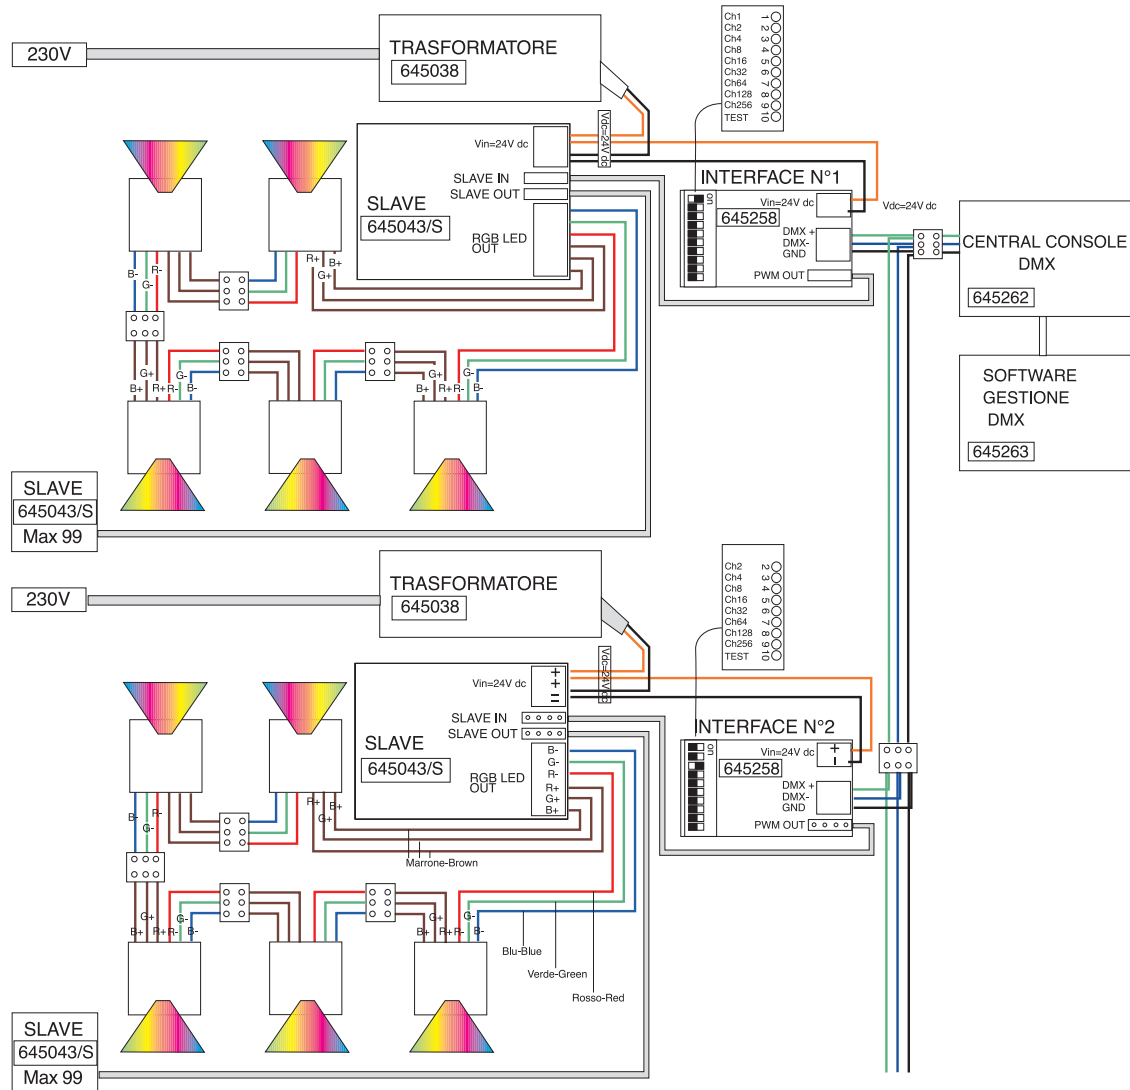 230V
TRASFORMATORE
645038
Ch1 1
Ch2 2
Ch4 3
Ch8 4
Ch16 5
Ch32 6
Ch64 7
Ch128 8
Ch256 9
TEST 10
Vdc=24V dc
Vin=24V dc
SLAVE IN
SLAVE OUT
SLAVE
645043/S
RGB LED
OUT
INTERFACE N°1
on
Vin=24V dc
645258
DMX +
DMX-
GND
PWM OUT
Vdc=24V dc
CENTRAL CONSOLE
DMX
645262
SOFTWARE
GESTIONE
DMX
645263
B-
G-
R-
R+
G+
B+
B+
G+
R+
R-
G-
B-
B+
G+
R+
R-
G-
B-
SLAVE
645043/S
Max 99
230V
TRASFORMATORE
645038
Ch2 2
Ch4 3
Ch8 4
Ch16 5
Ch32 6
Ch64 7
Ch128 8
Ch256 9
TEST 10
Vdc=24V dc
Vin=24V dc
+
+
=
SLAVE IN
SLAVE OUT
SLAVE
645043/S
RGB LED
OUT
B-
G-
R-
R+
G+
B+
INTERFACE N°2
on
Vin=24V dc
+
-
645258
DMX +
DMX-
GND
PWM OUT
B-
G-
R-
R+
G+
B+
Marrone-Brown
B+
G+
R+
R-
G-
B-
B+
G+
R+
R-
G-
B-
Blu-Blue
Verde-Green
Rosso-Red
SLAVE
645043/S
Max 99